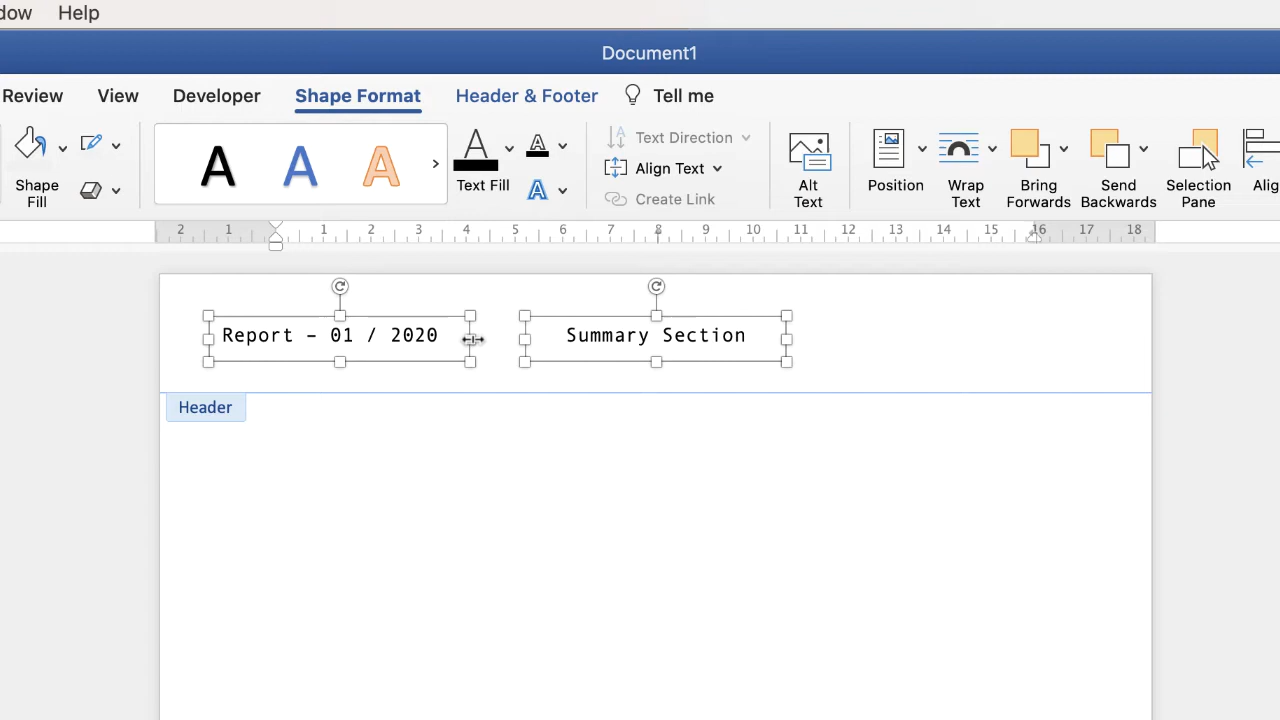 dow Help
Document1
Review View Developer Shape Format Header & Footer Tell me
A A A
Shape Fill
A
Text Fill
A
A
Text Direction
Align Text
Create Link
Alt Text
Position
Wrap Text
Bring Forwards
Send Backwards
Selection Pane
Alig
2 1 1 2 3 4 5 6 7 8 9 10 11 12 13 14 15 16 17 18
Report – 01 / 2020
Summary Section
Header